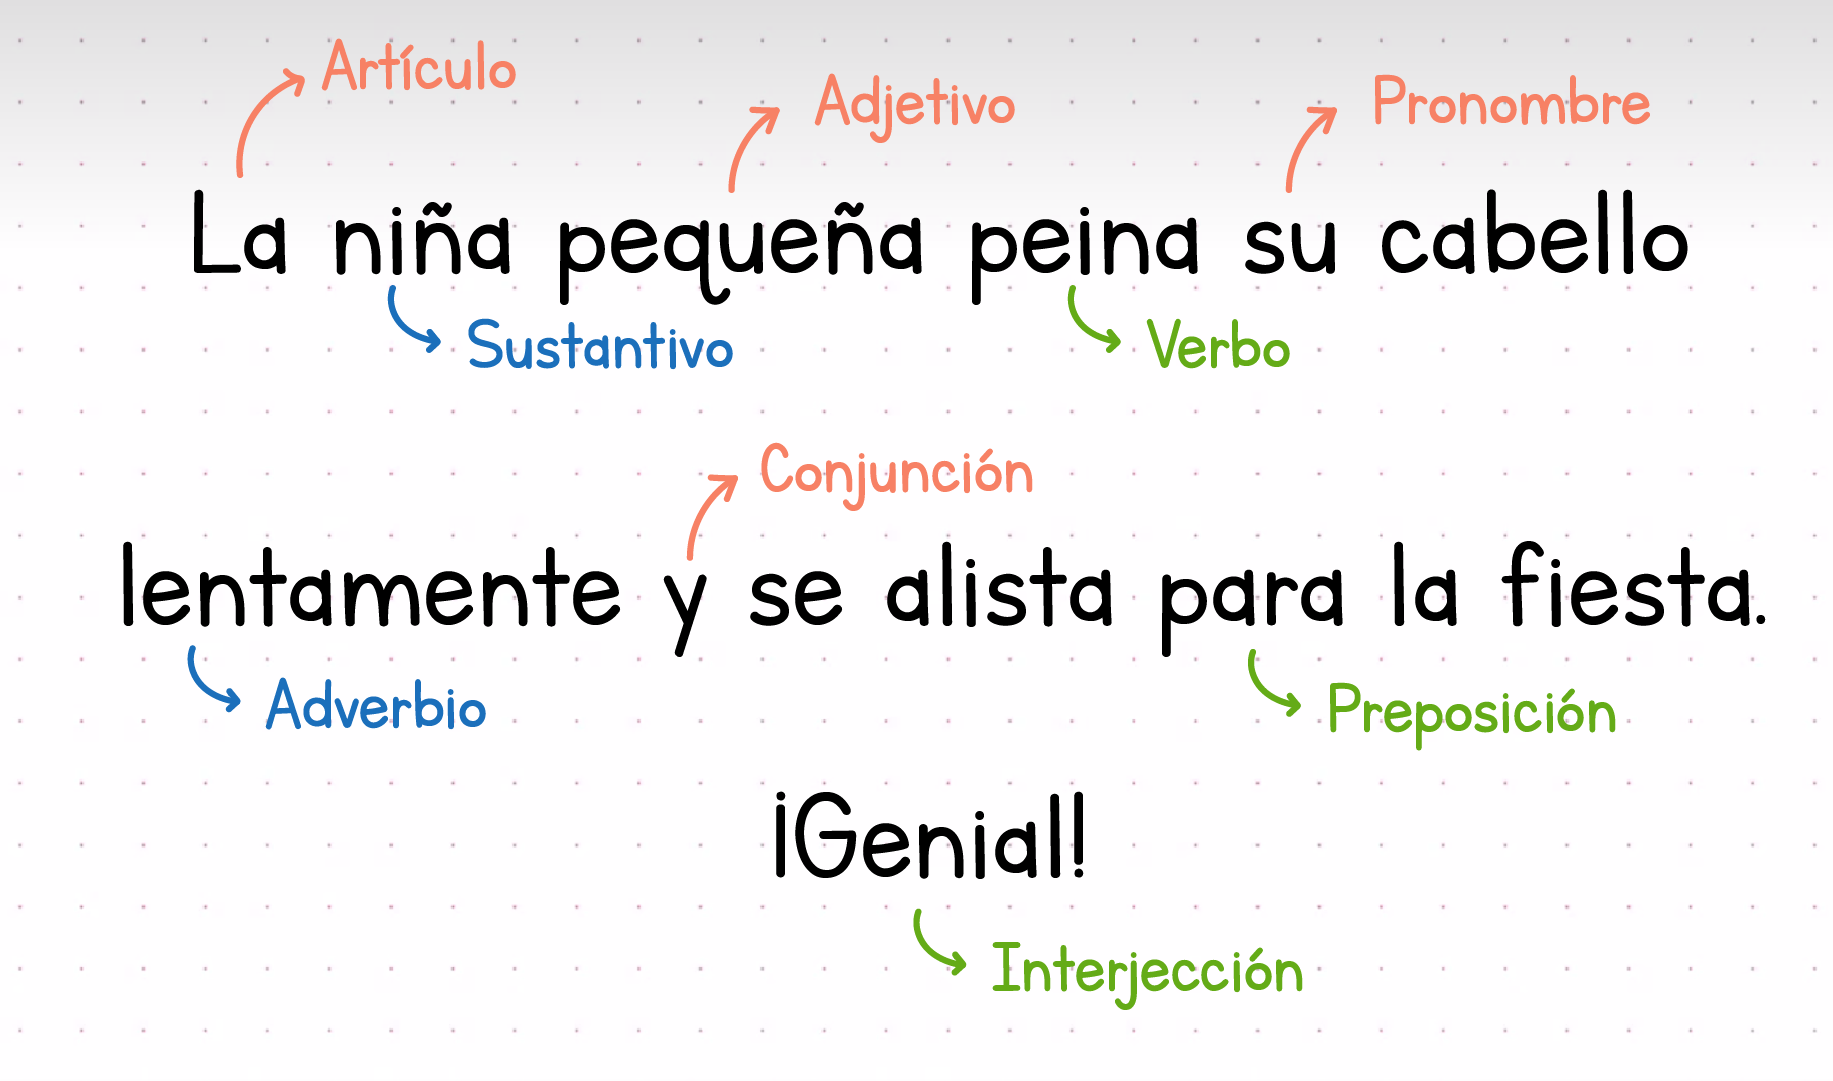 Artículo
Adjetivo
Pronombre
La niña pequeña peina su cabello
Sustantivo
Verbo
Conjunción
lentamente y se alista para la fiesta.
Adverbio
Preposición
¡Genial!
Interjección